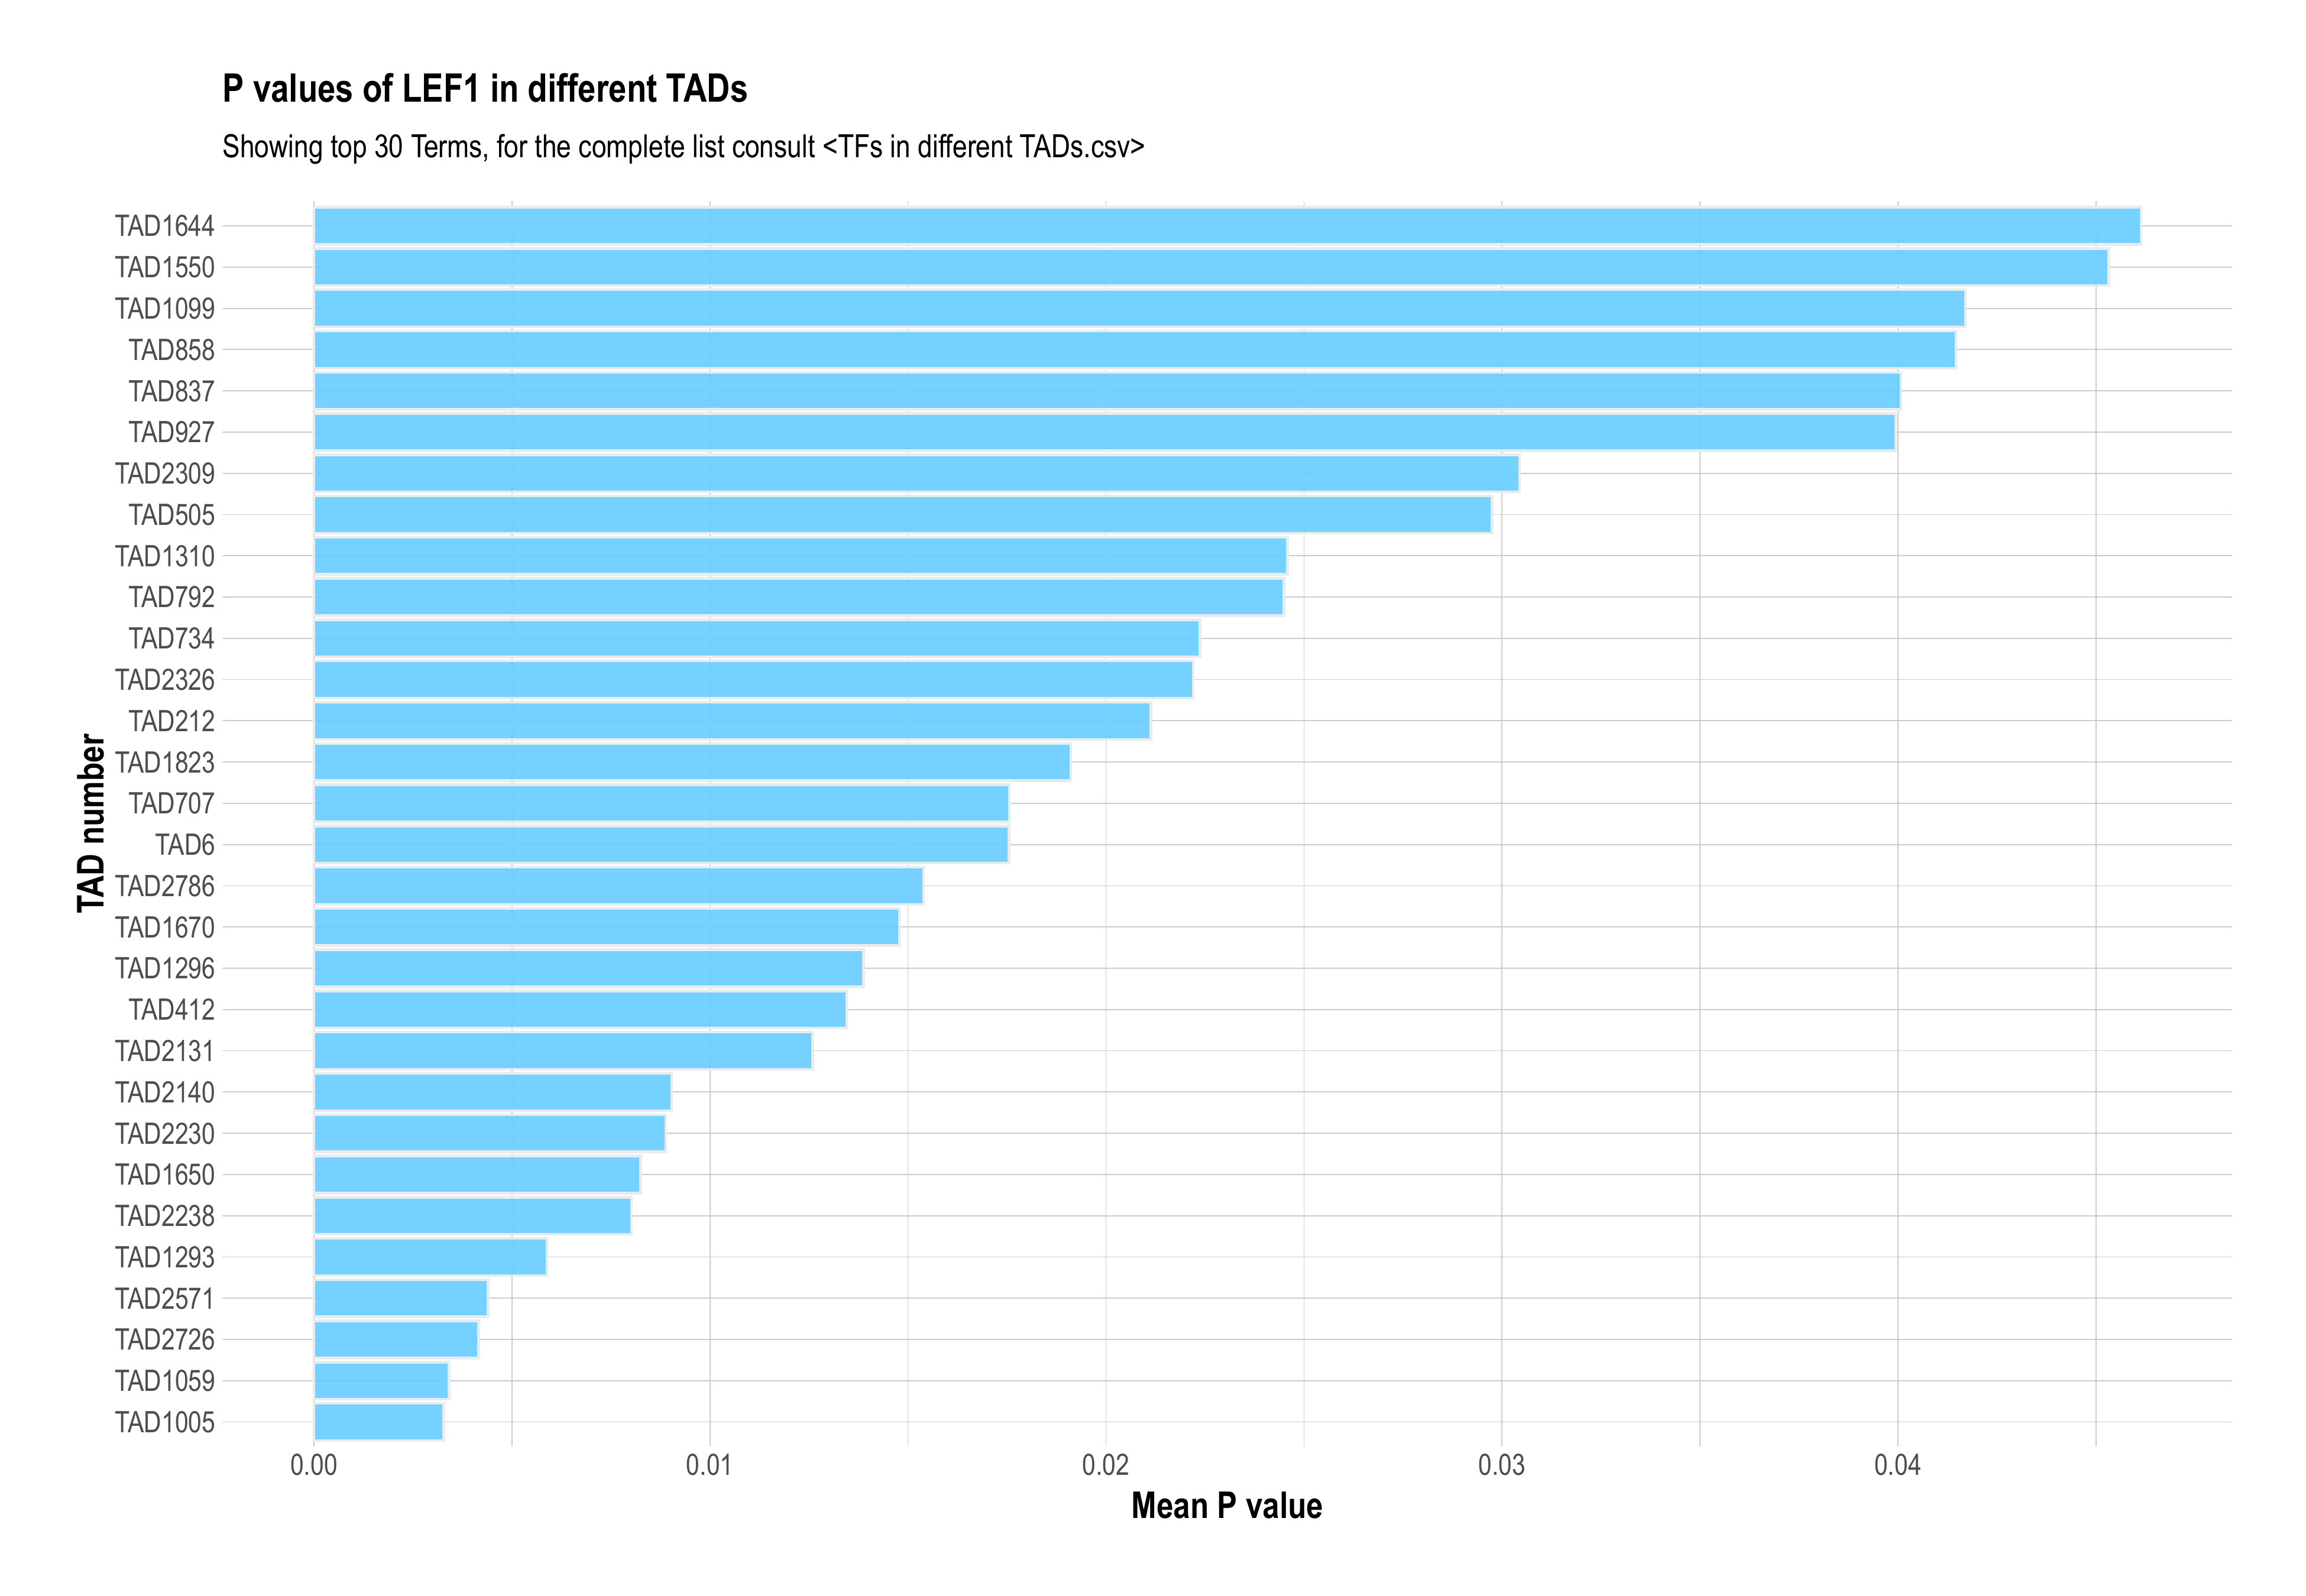 P values of LEF1 in different TADs
Showing top 30 Terms, for the complete list consult <TFs in different TADs.csv>
TAD number
TAD1644
TAD1550
TAD1099
TAD858
TAD837
TAD927
TAD2309
TAD505
TAD1310
TAD792
TAD734
TAD2326
TAD212
TAD1823
TAD707
TAD6
TAD2786
TAD1670
TAD1296
TAD412
TAD2131
TAD2140
TAD2230
TAD1650
TAD2238
TAD1293
TAD2571
TAD2726
TAD1059
TAD1005
0.00 0.01 0.02 0.03 0.04
Mean P value